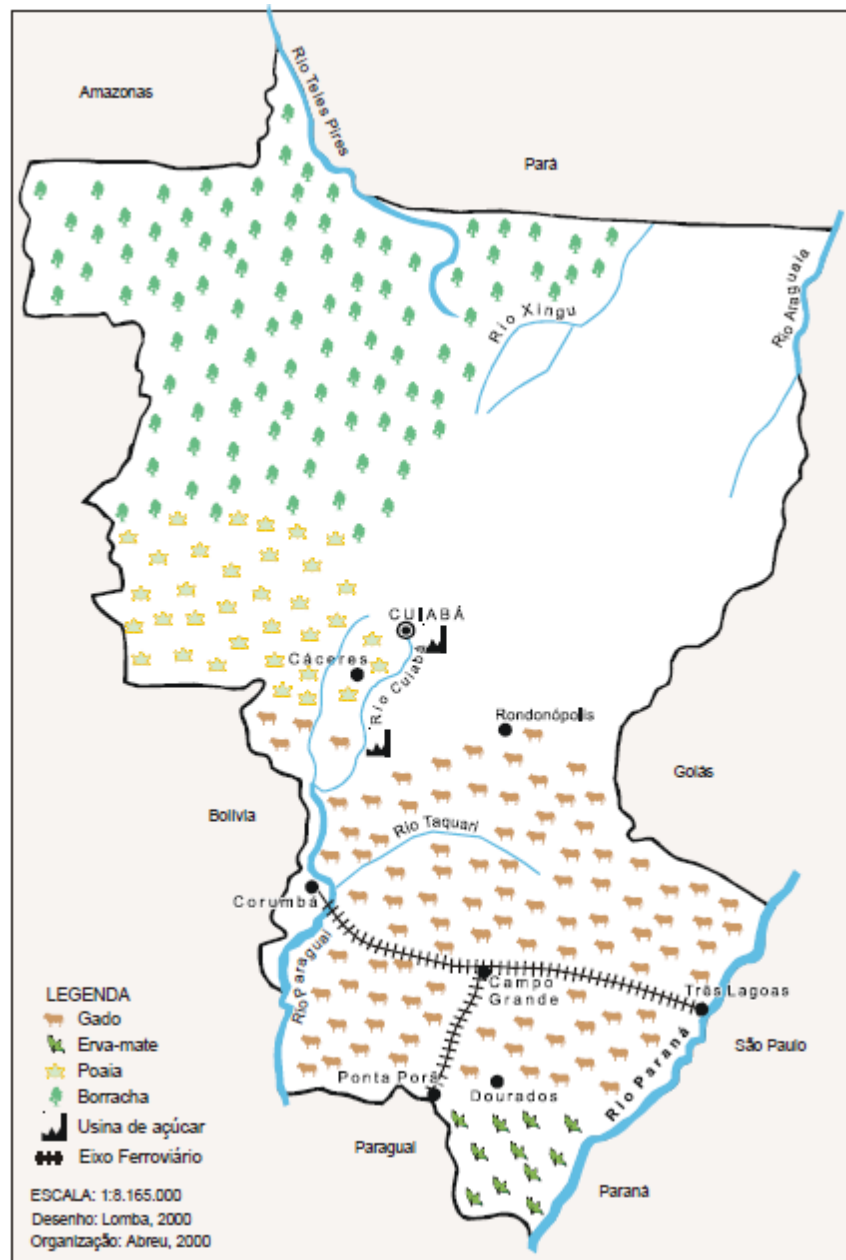 Amazonas
Rio Teles Pires
Pará
Rio Xingu
Rio Araguaia
CUIABÁ
Cáceres
Rio Cuiabá
Rondonópolis
Goiás
Bolivia
Rio Taquari
Corumbá
Rio Paraguai
Campo
Grande
Três Lagoas
São Paulo
Rio Paraná
Ponta Porã
Dourados
Paraguai
Paraná
LEGENDA
Gado
Erva-mate
Poaia
Borracha
Usina de açúcar
Eixo Ferroviário
ESCALA: 1:8.165.000
Desenho: Lomba, 2000
Organização: Abreu, 2000